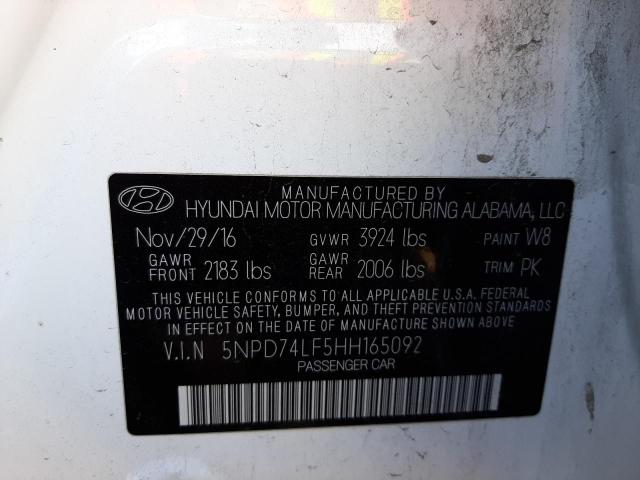 MANUFACTURED BY
HYUNDAI MOTOR MANUFACTURING ALABAMA, LLC
Nov/29/16 GVWR 3924 lbs PAINT W8
GAWR FRONT 2183 lbs GAWR REAR 2006 lbs TRIM PK
THIS VEHICLE CONFORMS TO ALL APPLICABLE U.S.A. FEDERAL
MOTOR VEHICLE SAFETY, BUMPER, AND THEFT PREVENTION STANDARDS
IN EFFECT ON THE DATE OF MANUFACTURE SHOWN ABOVE.
V.I.N 5NPD74LF5HH165092
PASSENGER CAR